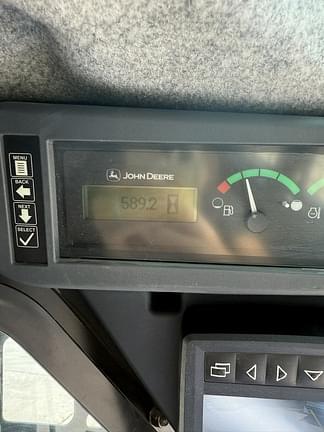 MENU
BACK
NEXT
SELECT
JOHN DEERE
589.2